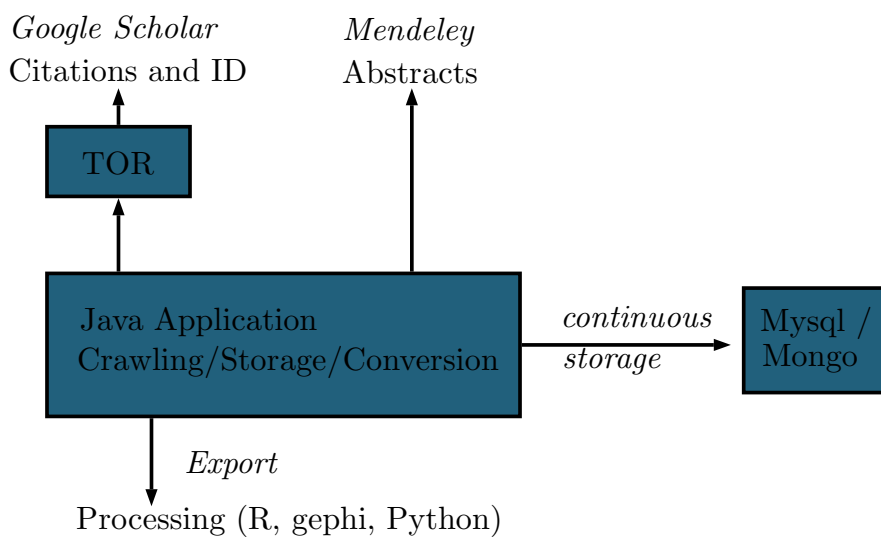 Google Scholar
Citations and ID
Mendeley
Abstracts
TOR
Java Application
Crawling/Storage/Conversion
continuous
storage
Mysql /
Mongo
Export
Processing (R, gephi, Python)